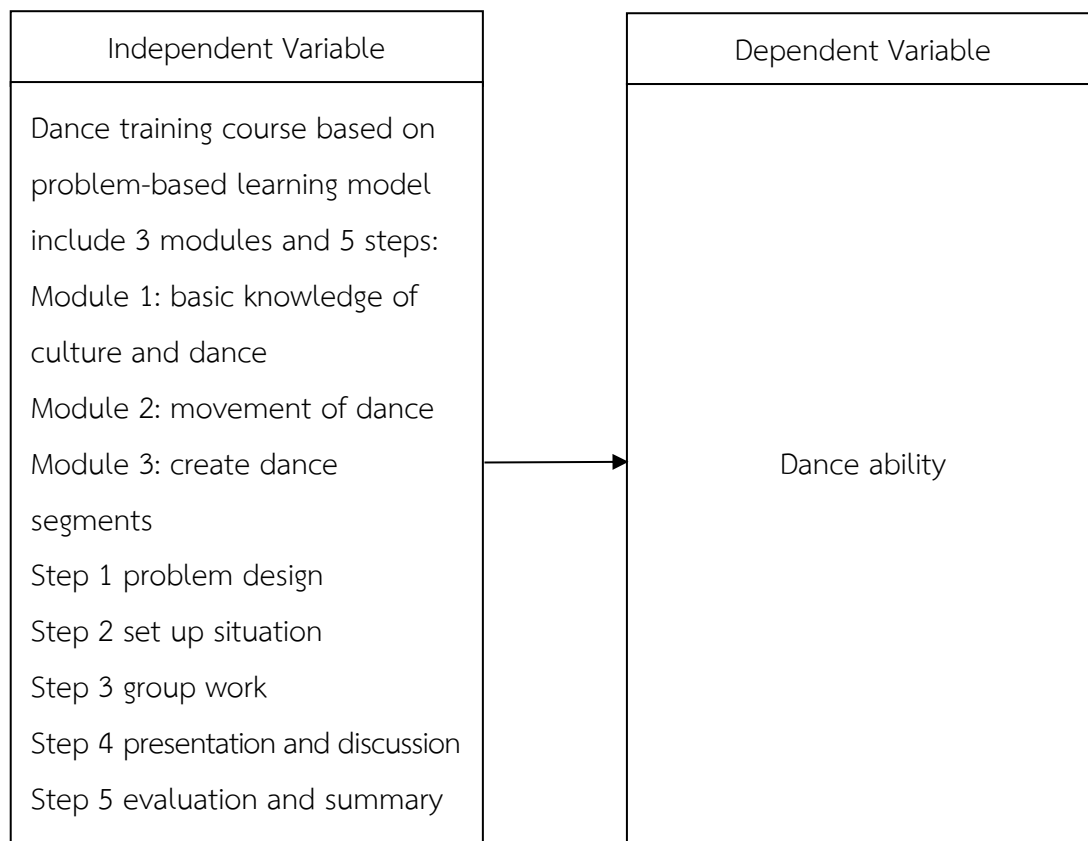 Independent Variable
Dance training course based on
problem-based learning model
include 3 modules and 5 steps:
Module 1: basic knowledge of
culture and dance
Module 2: movement of dance
Module 3: create dance
segments
Step 1 problem design
Step 2 set up situation
Step 3 group work
Step 4 presentation and discussion
Step 5 evaluation and summary
Dependent Variable
Dance ability